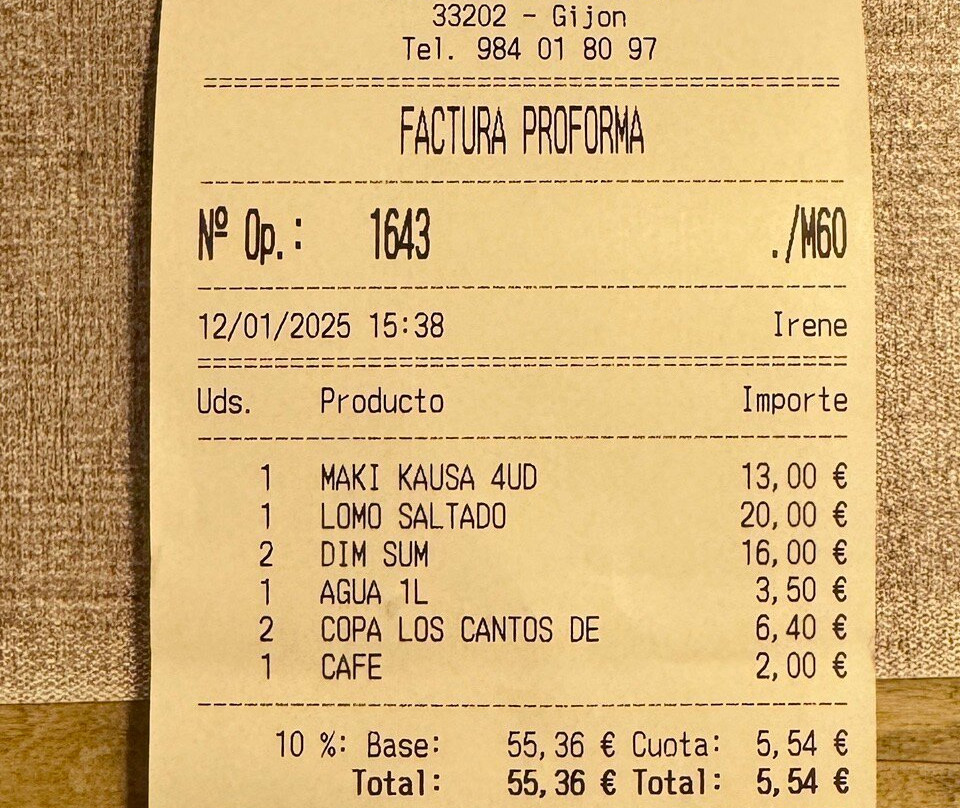 33202 - Gijon
Tel. 984 01 80 97
FACTURA PROFORMA
Nº Op.: 1643 ./M60
12/01/2025 15:38 Irene
Uds. Producto Importe
1 MAKI KAUSA 4UD 13,00 €
1 LOMO SALTADO 20,00 €
2 DIM SUM 16,00 €
1 AGUA 1L 3,50 €
2 COPA LOS CANTOS DE 6,40 €
1 CAFE 2,00 €
10 %: Base: 55,36 € Cuota: 5,54 €
Total: 55,36 € Total: 5,54 €